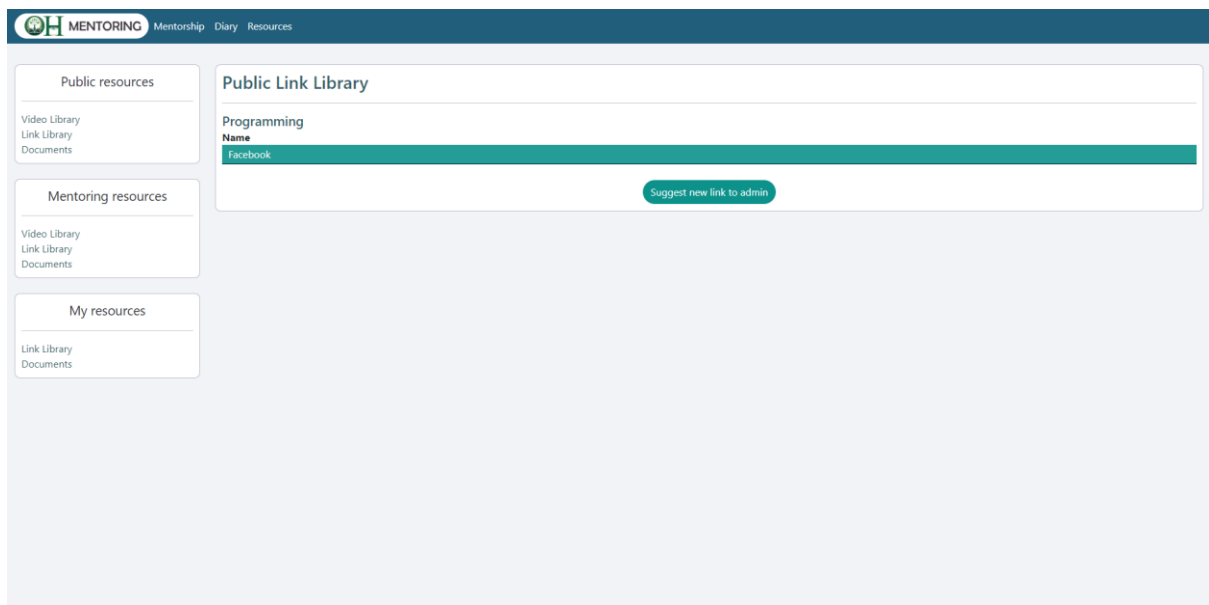 OH MENTORING Mentorship Diary Resources
Public resources
Video Library
Link Library
Documents
Mentoring resources
Video Library
Link Library
Documents
My resources
Link Library
Documents
Public Link Library
Programming
Name
Facebook
Suggest new link to admin